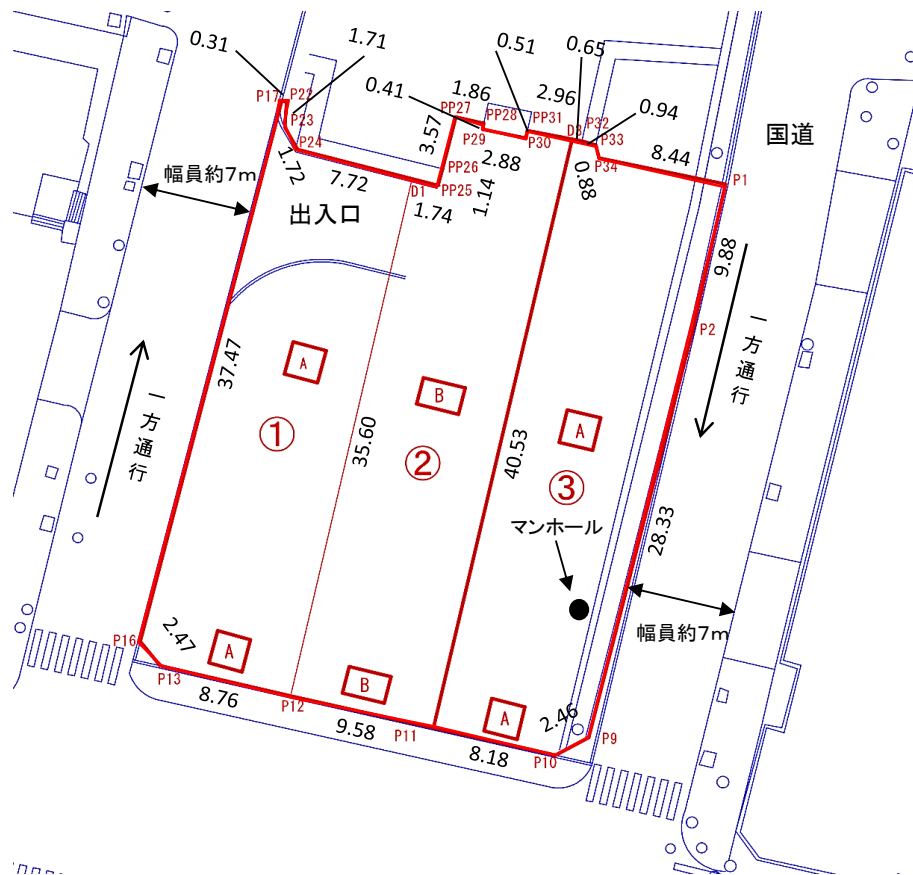 0.31
1.71
0.51
0.65
1.86
2.96
0.41
0.94
P17
P22
P23
P24
PP27
PP28
PP31
P32
P33
D3
P29
P30
P34
国道
3.57
2.88
8.44
1.72
7.72
PP26
PP25
D1
1.74
1.14
0.88
P1
幅員約7m
出入口
9.88
P2
一方通行
A
B
A
37.47
①
35.60
②
40.53
③
一方通行
マンホール
28.33
幅員約7m
P16
2.47
P13
A
B
A
8.76
P12
9.58
P11
8.18
2.46
P10
P9